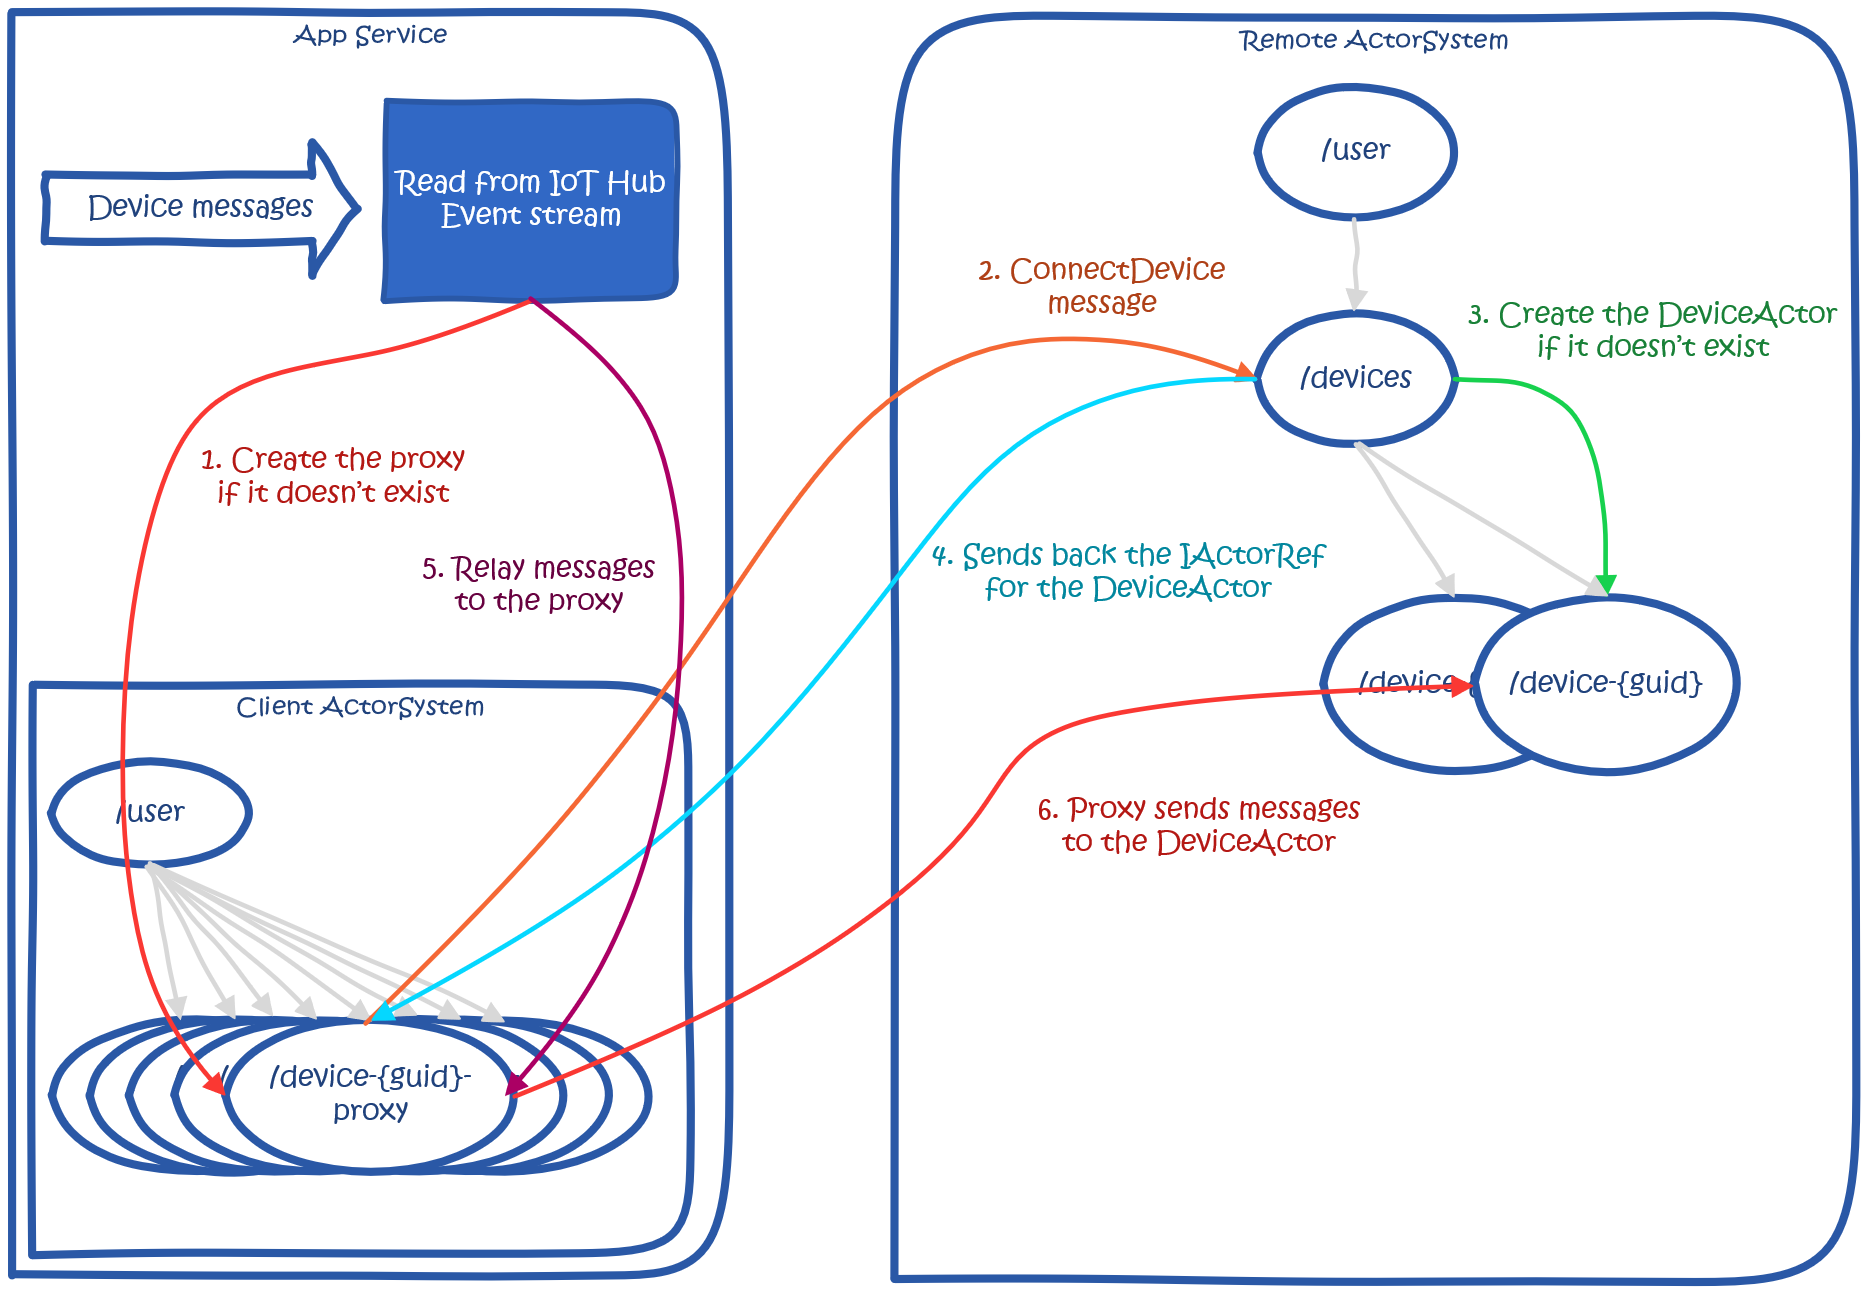 App Service
Device messages
Read from IoT Hub
Event stream
1. Create the proxy
if it doesn't exist
5. Relay messages
to the proxy
Client ActorSystem
/user
/device-{guid}-
proxy
Remote ActorSystem
/user
2. ConnectDevice
message
/devices
3. Create the DeviceActor
if it doesn't exist
4. Sends back the IActorRef
for the DeviceActor
/device-{
/device-{guid}
6. Proxy sends messages
to the DeviceActor